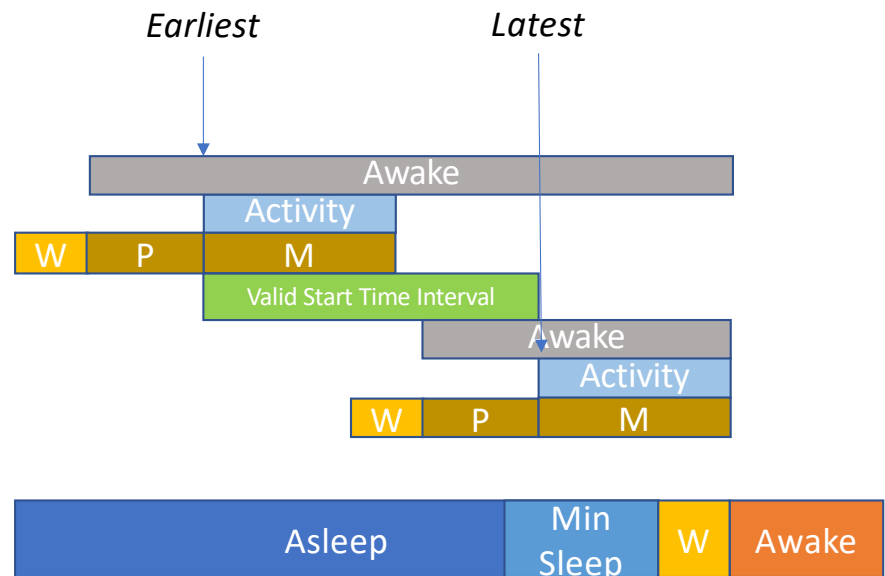 Earliest Latest
Awake
Activity
W P M
Valid Start Time Interval
Awake
Activity
W P M
Asleep Min Sleep W Awake